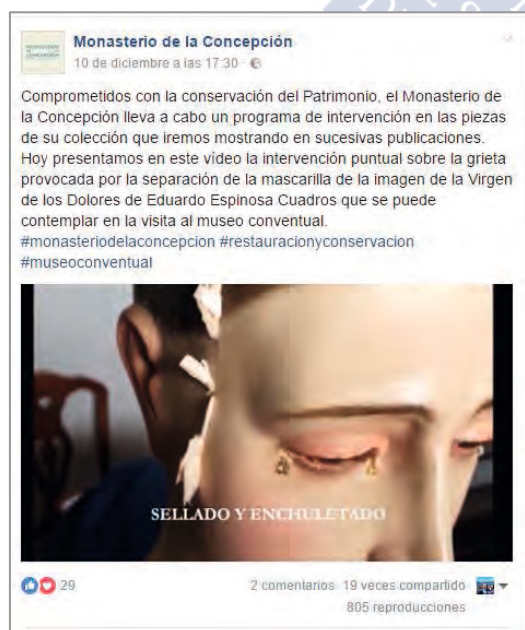 Monasterio de la Concepción
10 de diciembre a las 17:30
Comprometidos con la conservación del Patrimonio, el Monasterio de
la Concepción lleva a cabo un programa de intervención en las piezas
de su colección que iremos mostrando en sucesivas publicaciones.
Hoy presentamos en este vídeo la intervención puntual sobre la grieta
provocada por la separación de la mascarilla de la imagen de la Virgen
de los Dolores de Eduardo Espinosa Cuadros que se puede
contemplar en la visita al museo conventual.
#monasteriodelaconcepcion #restauracionyconservacion
#museoconventual
SELLADO Y ENCHULETADO
29
2 comentarios 19 veces compartido
805 reproducciones